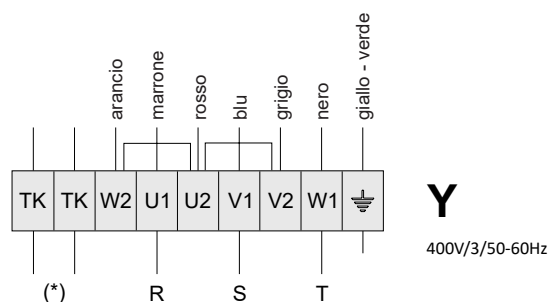 arancio
marrone
rosso
blu
grigio
nero
giallo - verde
TK TK W2 U1 U2 V1 V2 W1
Y
400V/3/50-60Hz
(*) R S T